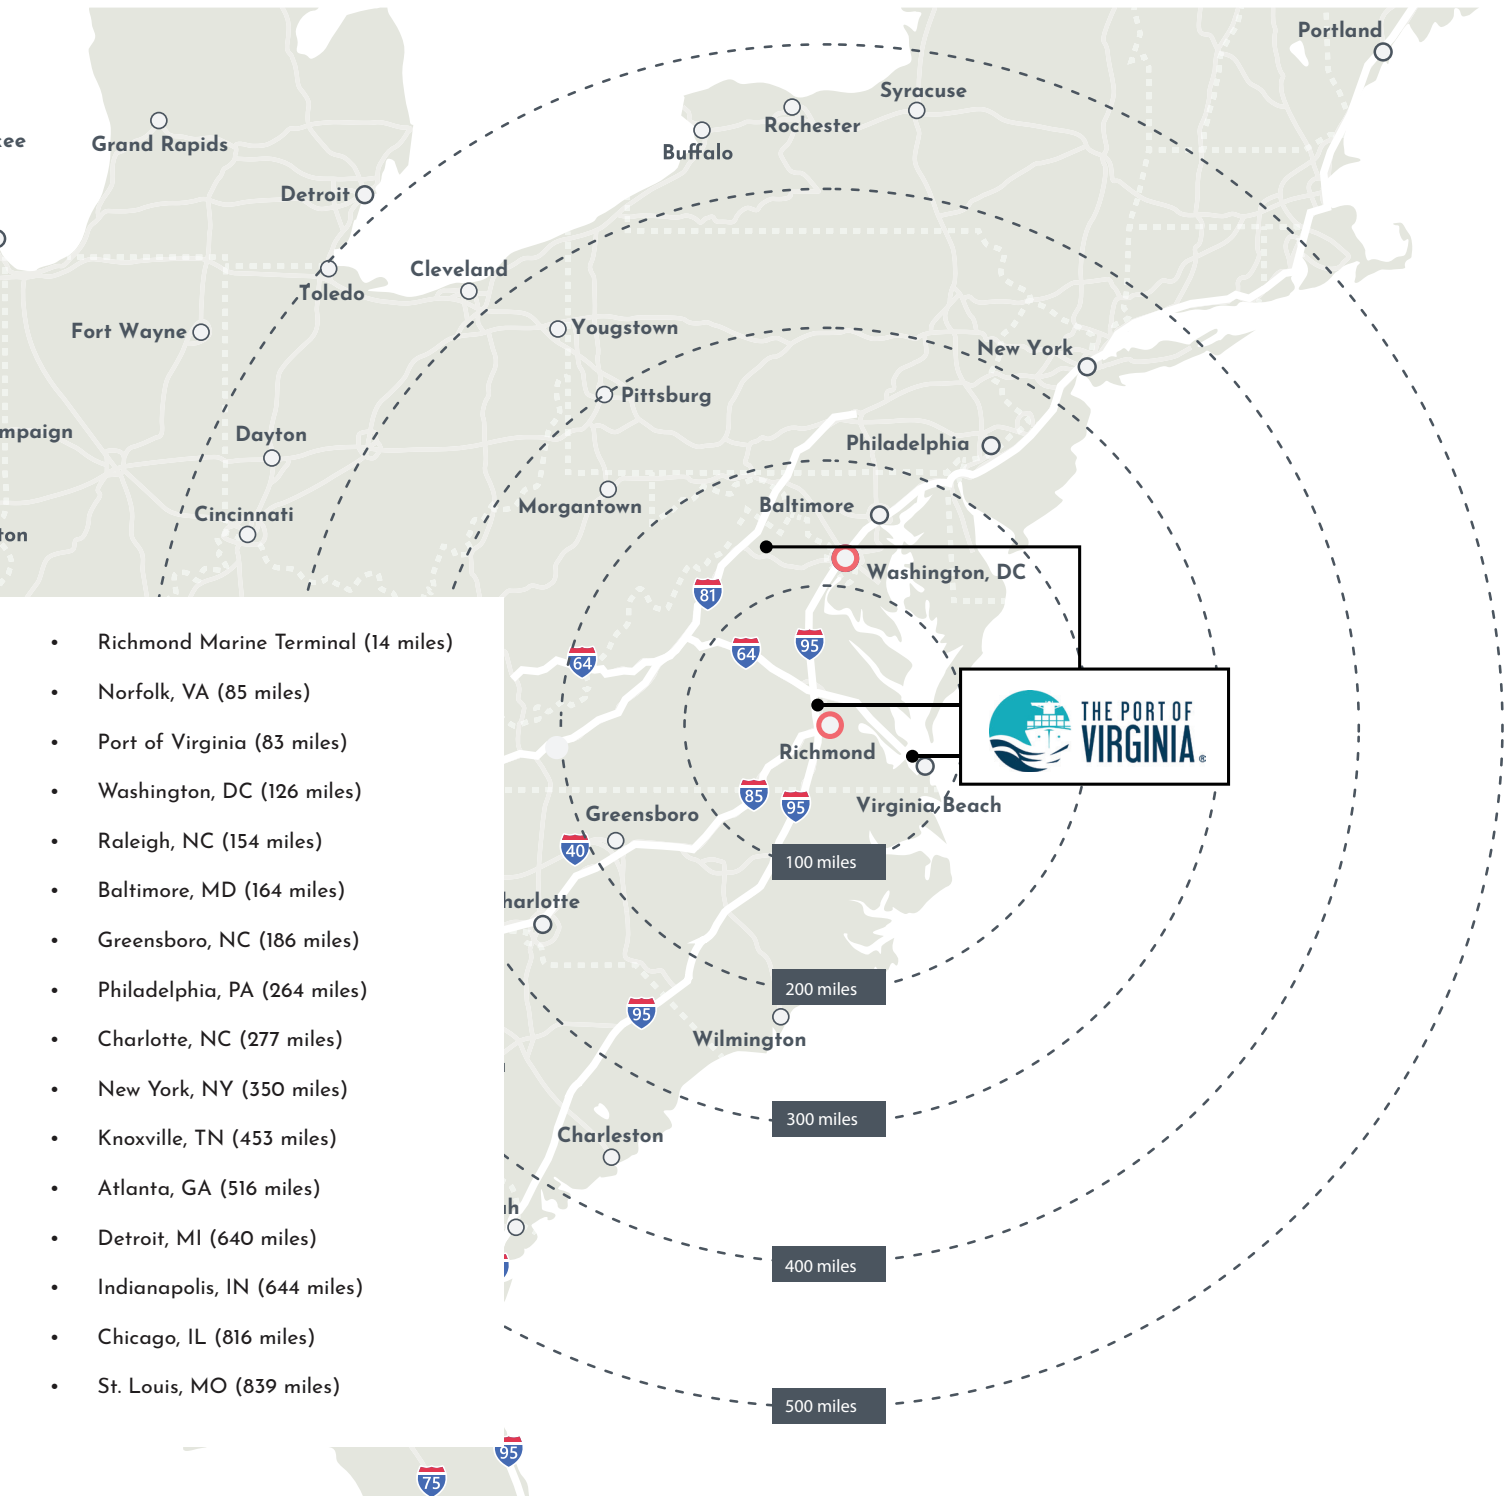 Portland
Syracuse
Rochester
Buffalo
Grand Rapids
Detroit
Cleveland
Toledo
Fort Wayne
Yougstown
New York
Pittsburg
mpaign
Dayton
Philadelphia
Morgantown
Baltimore
Cincinnati
Washington, DC
81
64
64
95
THE PORT OF
VIRGINIA®
Richmond
85
95
Virginia Beach
Greensboro
40
100 miles
harlotte
200 miles
95
Wilmington
300 miles
Charleston
400 miles
500 miles
95
75
• Richmond Marine Terminal (14 miles)
• Norfolk, VA (85 miles)
• Port of Virginia (83 miles)
• Washington, DC (126 miles)
• Raleigh, NC (154 miles)
• Baltimore, MD (164 miles)
• Greensboro, NC (186 miles)
• Philadelphia, PA (264 miles)
• Charlotte, NC (277 miles)
• New York, NY (350 miles)
• Knoxville, TN (453 miles)
• Atlanta, GA (516 miles)
• Detroit, MI (640 miles)
• Indianapolis, IN (644 miles)
• Chicago, IL (816 miles)
• St. Louis, MO (839 miles)